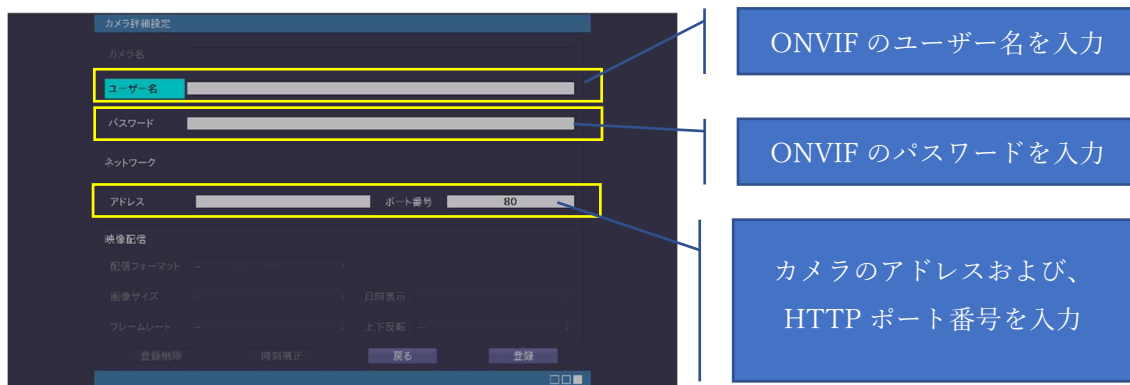 カメラ詳細設定
カメラ名
ユーザー名
パスワード
ネットワーク
アドレス ポート番号 80
映像配信
配信フォーマット --
画像サイズ -- 日時表示 --
フレームレート -- 上下反転 --
登録削除 時刻補正 戻る 登録
ONVIF のユーザー名を入力
ONVIF のパスワードを入力
カメラのアドレスおよび、
HTTP ポート番号を入力